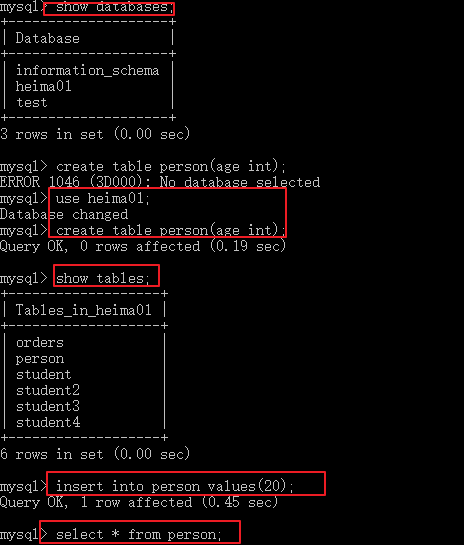 mysql> show databases;
+--------------------+
| Database           |
+--------------------+
| information_schema |
| heima01            |
| test               |
+--------------------+
3 rows in set (0.00 sec)
mysql> create table person(age int);
ERROR 1046 (3D000): No database selected
mysql> use heima01;
Database changed
mysql> create table person(age int);
Query OK, 0 rows affected (0.19 sec)
mysql> show tables;
+-------------------+
| Tables_in_heima01 |
+-------------------+
| orders            |
| person            |
| student           |
| student2          |
| student3          |
| student4          |
+-------------------+
6 rows in set (0.00 sec)
mysql> insert into person values(20);
Query OK, 1 row affected (0.45 sec)
mysql> select * from person;